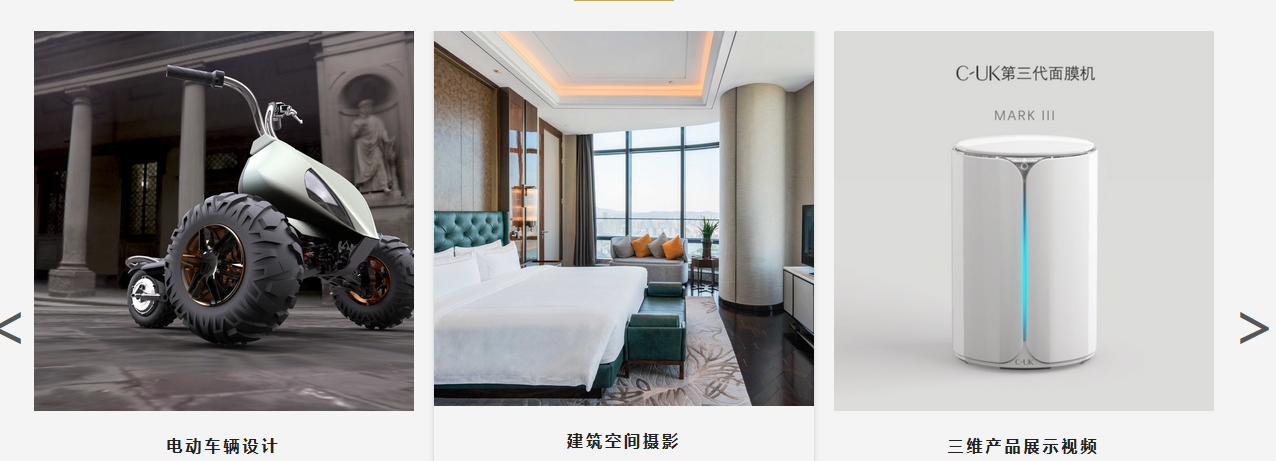 C-UK第三代面膜机
MARK III
C-UK
<
>
电动车辆设计
建筑空间摄影
三维产品展示视频